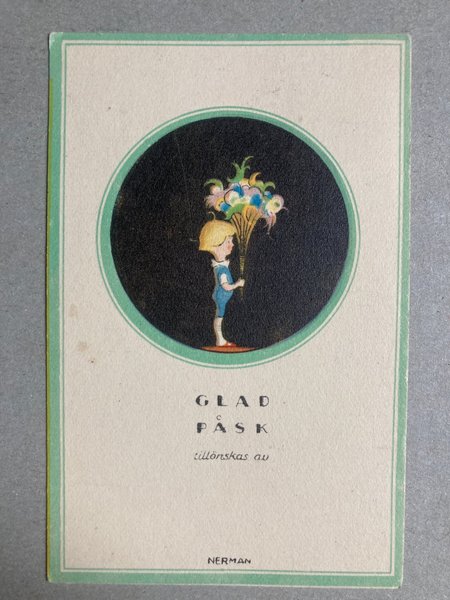 GLAD
PÅSK
tillönskas av
NERMAN